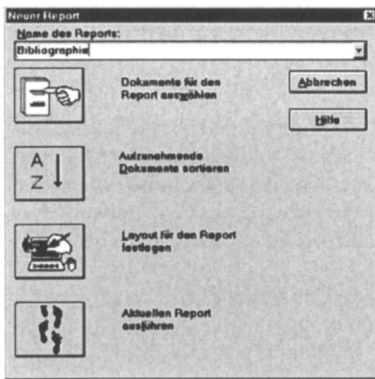 Neuer Report
Name des Reports:
Bibliographie
Dokumente für den
Report auswählen
Abbrechen
Hilfe
A
Z
Aufzunehmende
Dokumente sortieren
Layout für den Report
festlegen
Aktuellen Report
ausführen